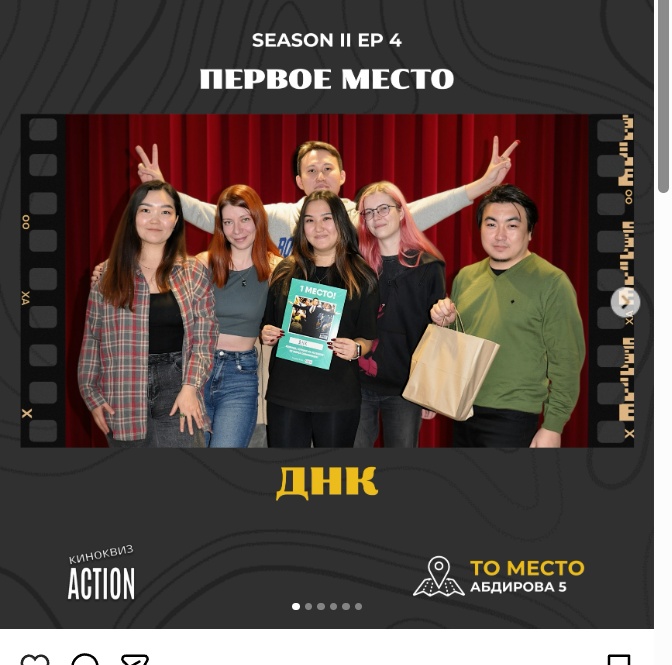 SEASON II EP 4
ПЕРВОЕ МЕСТО
1 МЕСТО!
ДНК
КИНОКВИЗ
ACTION
ТО МЕСТО
АБДИРОВА 5